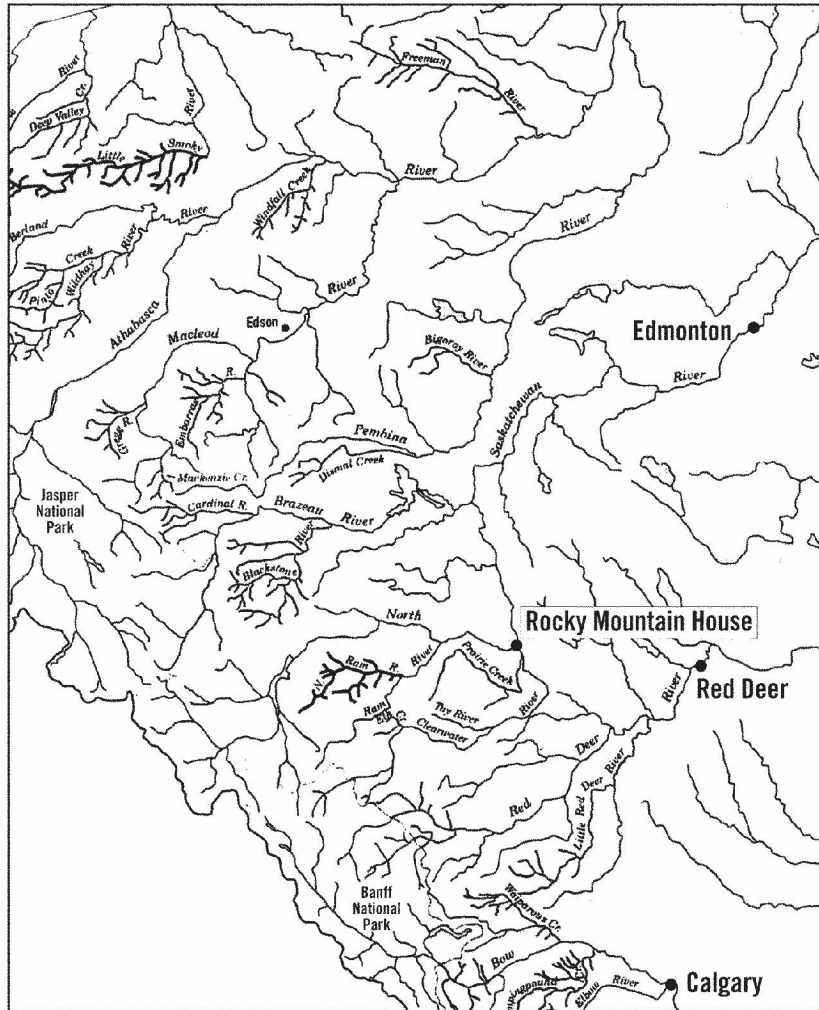 River
Cr.
Deep Valley
River
Freeman
River
Little
Smoky
River
Windfall Creek
Berland
River
River
Creek
River
Pinto
Wildhay
River
Edson
Athabasca
Macleod
Bigoray River
Edmonton
River
R.
Gregg R.
Embarras
Saskatchewan
Pembina
Dismal Creek
Mackenzie Cr.
Jasper
National
Park
Cardinal R.
Brazeau
River
River
Blackstone
North
Rocky Mountain House
River
Prairie Creek
Ram
R.
N.
Red Deer
River
River
Ram
Elk
Cr.
Tay River
Clearwater
Deer
River
Deer
Red
Little Red
Banff
National
Park
Waiparous Cr.
Bow
Cr.
Calgary
River
Elbow